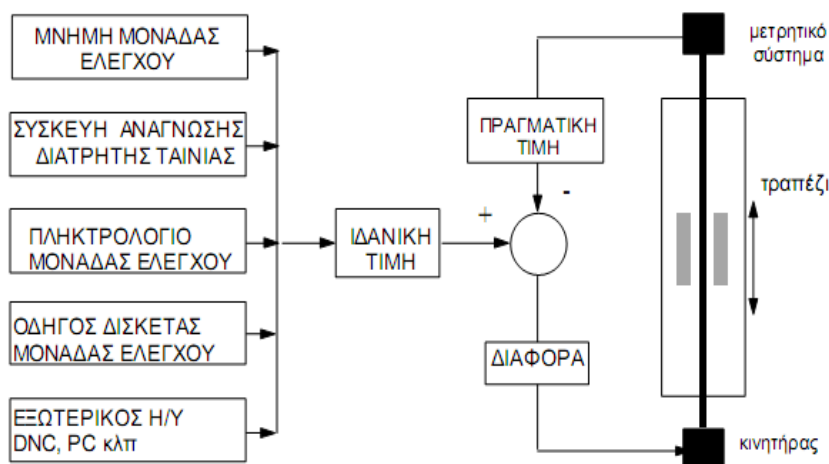 ΜΝΗΜΗ ΜΟΝΑΔΑΣ
ΕΛΕΓΧΟΥ
ΣΥΣΚΕΥΗ ΑΝΑΓΝΩΣΗΣ
ΔΙΑΤΡΗΤΗΣ ΤΑΙΝΙΑΣ
ΠΛΗΚΤΡΟΛΟΓΙΟ
ΜΟΝΑΔΑΣ ΕΛΕΓΧΟΥ
ΟΔΗΓΟΣ ΔΙΣΚΕΤΑΣ
ΜΟΝΑΔΑΣ ΕΛΕΓΧΟΥ
ΕΞΩΤΕΡΙΚΟΣ Η/Υ
DNC, PC κλπ
ΙΔΑΝΙΚΗ
ΤΙΜΗ
+
-
ΠΡΑΓΜΑΤΙΚΗ
ΤΙΜΗ
ΔΙΑΦΟΡΑ
μετρητικό
σύστημα
τραπέζι
κινητήρας